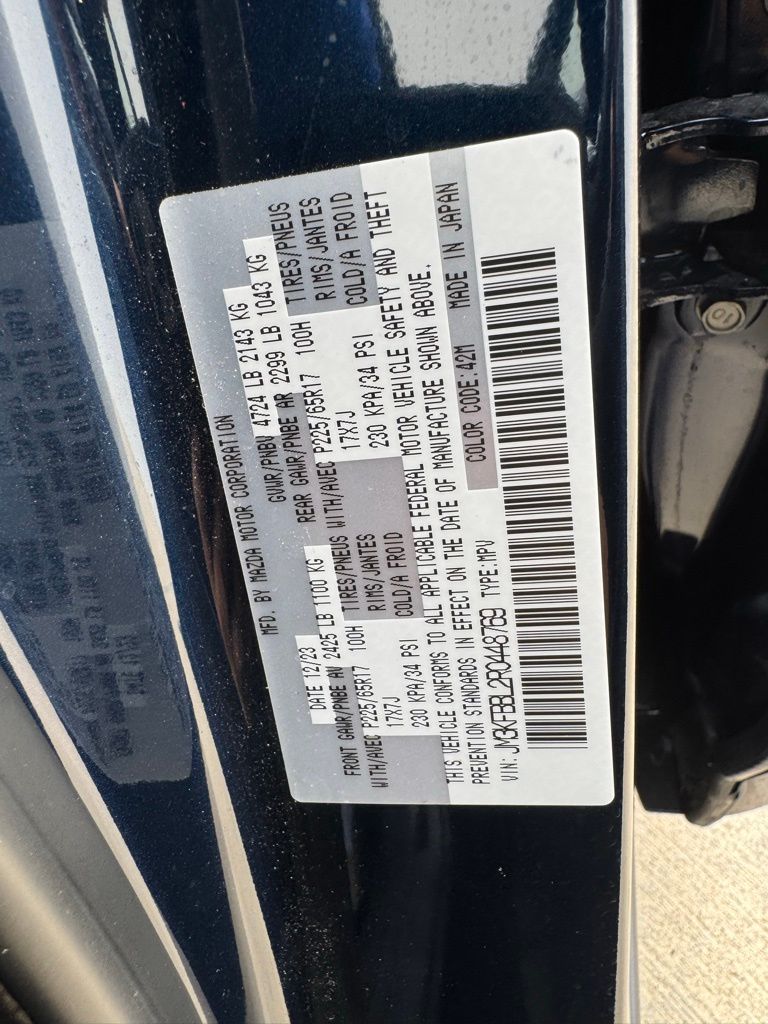 MFD. BY MAZDA MOTOR CORPORATION
DATE 12/23 GVWR/PNBV 4724 LB 2143 KG
FRONT GAWR/PNBE AV 2425 LB 1100 KG REAR GAWR/PNBE AR 2299 LB 1043 KG
WITH/AVEC P225/65R17 100H TIRES/PNEUS WITH/AVEC P225/65R17 100H TIRES/PNEUS
17X7J RIMS/JANTES 17X7J RIMS/JANTES
230 KPA/34 PSI COLD/A FROID 230 KPA/34 PSI COLD/A FROID
THIS VEHICLE CONFORMS TO ALL APPLICABLE FEDERAL MOTOR VEHICLE SAFETY AND THEFT
PREVENTION STANDARDS IN EFFECT ON THE DATE OF MANUFACTURE SHOWN ABOVE.
VIN: JM3KFBBL2R0448769 TYPE:MPV COLOR CODE:42M MADE IN JAPAN
10